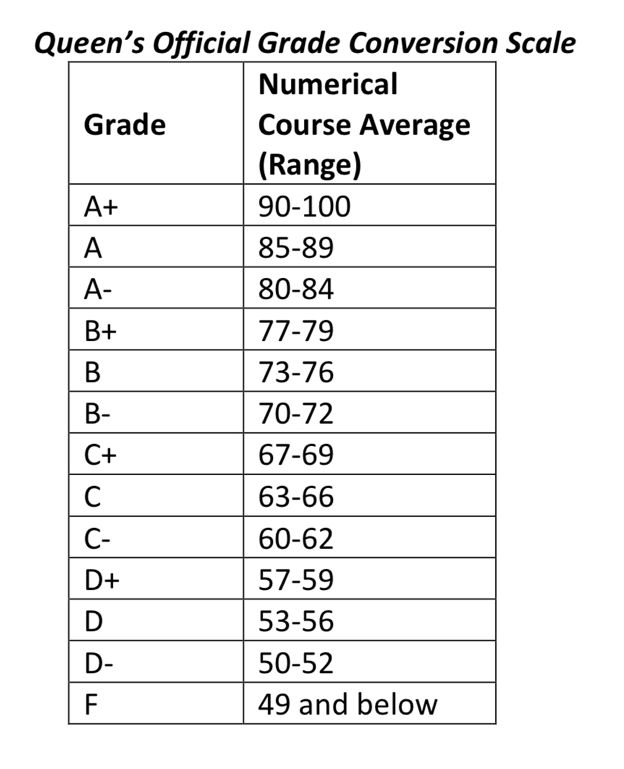 Queen’s Official Grade Conversion Scale
Grade
Numerical
Course Average
(Range)
A+ 90-100
A 85-89
A- 80-84
B+ 77-79
B 73-76
B- 70-72
C+ 67-69
C 63-66
C- 60-62
D+ 57-59
D 53-56
D- 50-52
F 49 and below